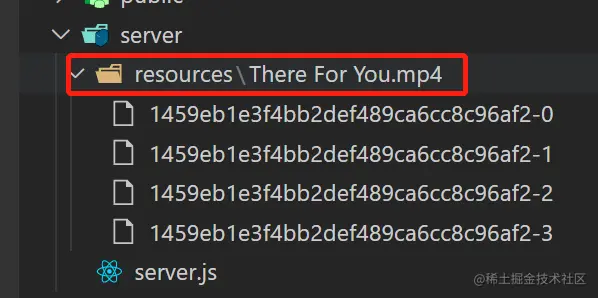 public
server
resources\There For You.mp4
1459eb1e3f4bb2def489ca6cc8c96af2-0
1459eb1e3f4bb2def489ca6cc8c96af2-1
1459eb1e3f4bb2def489ca6cc8c96af2-2
1459eb1e3f4bb2def489ca6cc8c96af2-3
server.js
@稀土掘金技术社区